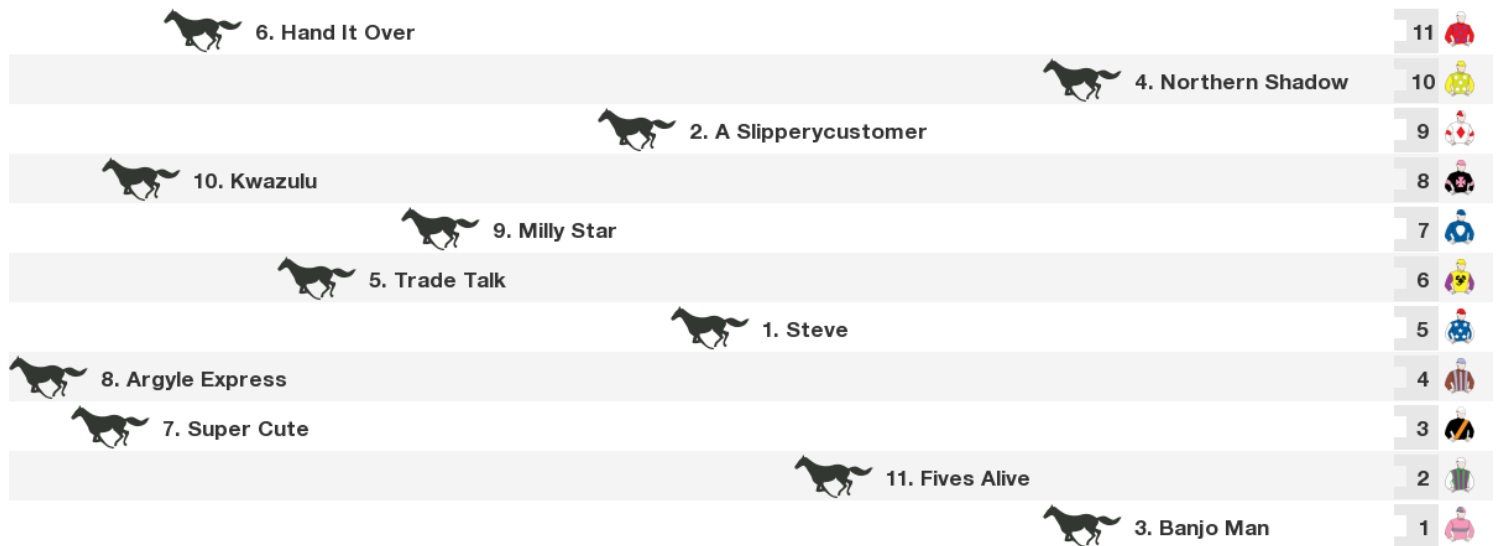 6. Hand It Over 11
4. Northern Shadow 10
2. A Slipperycustomer 9
10. Kwazulu 8
9. Milly Star 7
5. Trade Talk 6
1. Steve 5
8. Argyle Express 4
7. Super Cute 3
11. Fives Alive 2
3. Banjo Man 1